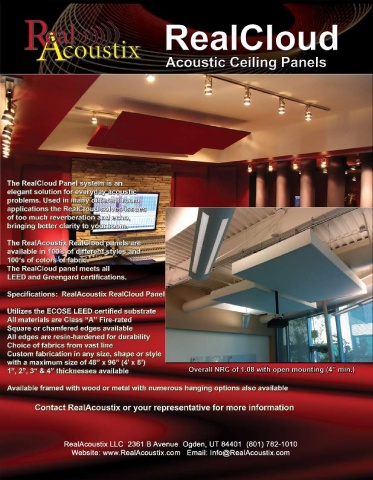 Real Acoustix
RealCloud
Acoustic Ceiling Panels
The RealCloud Panel system is an
elegant solution for everyday acoustic
problems. Used in many different room
applications the RealCloud solves issues
of too much reverberation and echo,
bringing better clarity to your room.
The RealAcoustix RealCloud panels are
available in 100's of different styles and
100's of colors of fabric.
The RealCloud panel meets all
LEED and Greengard certifications.
Specifications: RealAcoustix RealCloud Panel
Utilizes the ECOSE LEED certified substrate
All materials are Class "A" Fire-rated
Square or chamfered edges available
All edges are resin-hardened for durability
Choice of fabrics from vast line
Custom fabrication in any size, shape or style
with a maximum size of 48" x 96" (4' x 8')
1", 2", 3" & 4" thicknesses available
Overall NRC of 1.08 with open mounting (4" min.)
Available framed with wood or metal with numerous hanging options also available
Contact RealAcoustix or your representative for more information
RealAcoustix LLC 2361 B Avenue Ogden, UT 84401 (801) 782-1010
Website: www.RealAcoustix.com Email: Info@RealAcoustix.com